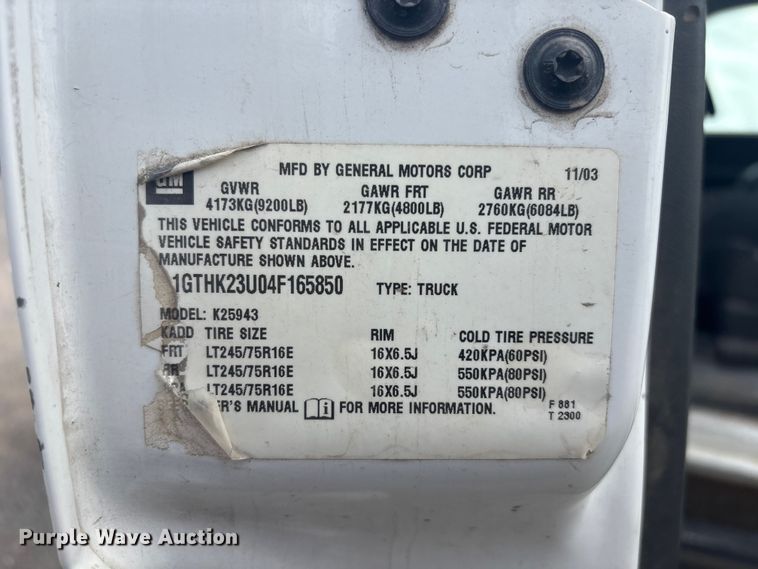 GM
MFD BY GENERAL MOTORS CORP 11/03
GVWR GAWR FRT GAWR RR
4173KG(9200LB) 2177KG(4800LB) 2760KG(6084LB)
THIS VEHICLE CONFORMS TO ALL APPLICABLE U.S. FEDERAL MOTOR
VEHICLE SAFETY STANDARDS IN EFFECT ON THE DATE OF
MANUFACTURE SHOWN ABOVE.
1GTHK23U04F165850 TYPE: TRUCK
MODEL: K25943
KADD TIRE SIZE RIM COLD TIRE PRESSURE
FRT LT245/75R16E 16X6.5J 420KPA(60PSI)
RR LT245/75R16E 16X6.5J 550KPA(80PSI)
LT245/75R16E 16X6.5J 550KPA(80PSI)
ER'S MANUAL FOR MORE INFORMATION. F 881
T 2300
Purple Wave Auction